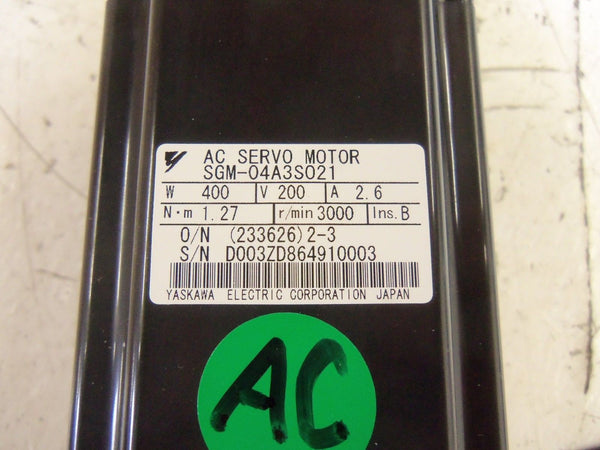 AC SERVO MOTOR
SGM-04A3S021
W 400 V 200 A 2.6
N·m 1.27 r/min 3000 Ins. B
O/N (233626)2-3
S/N D003ZD864910003
YASKAWA ELECTRIC CORPORATION JAPAN
AC